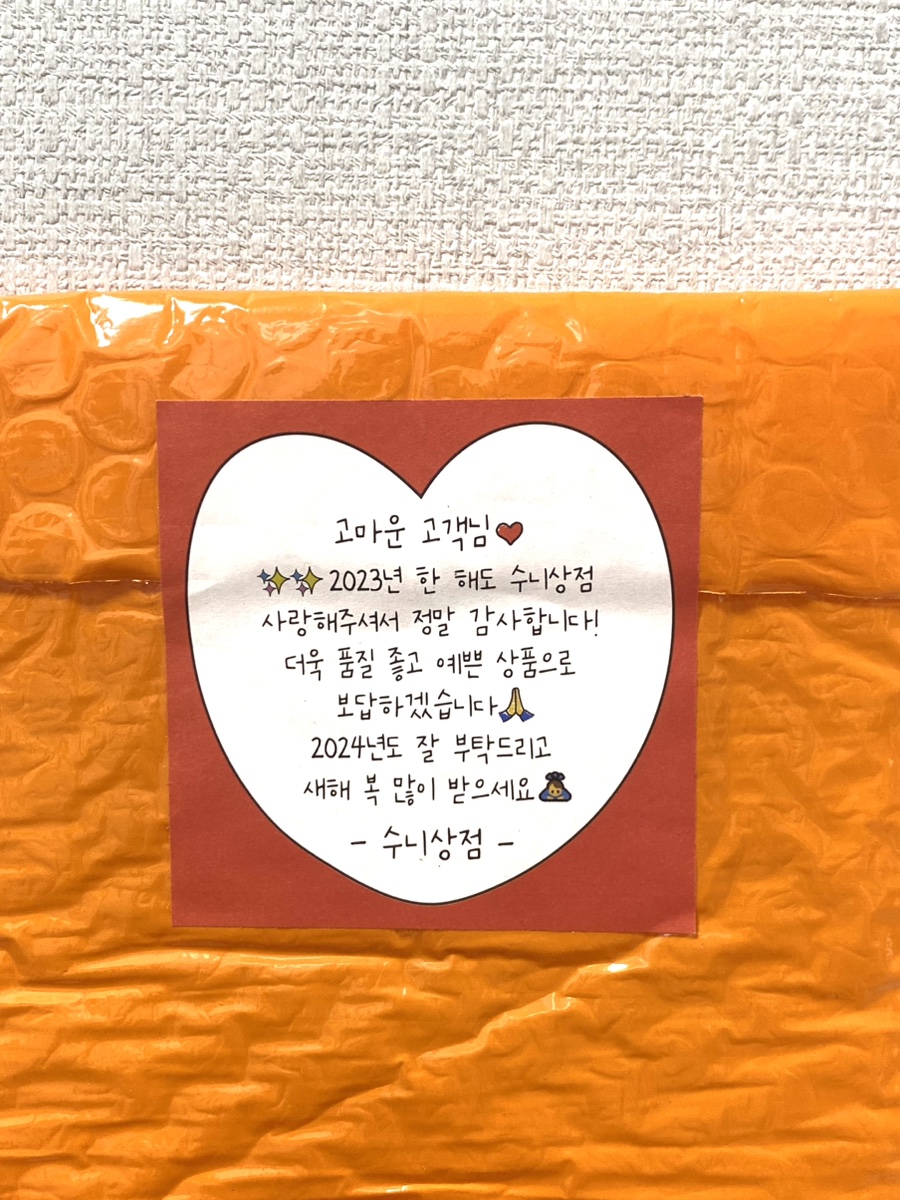 고마운 고객님❤️
✨✨2023년 한 해도 수니상점
사랑해주셔서 정말 감사합니다!
더욱 품질 좋고 예쁜 상품으로
보답하겠습니다🙏
2024년도 잘 부탁드리고
새해 복 많이 받으세요🙇‍♀️
- 수니상점 -